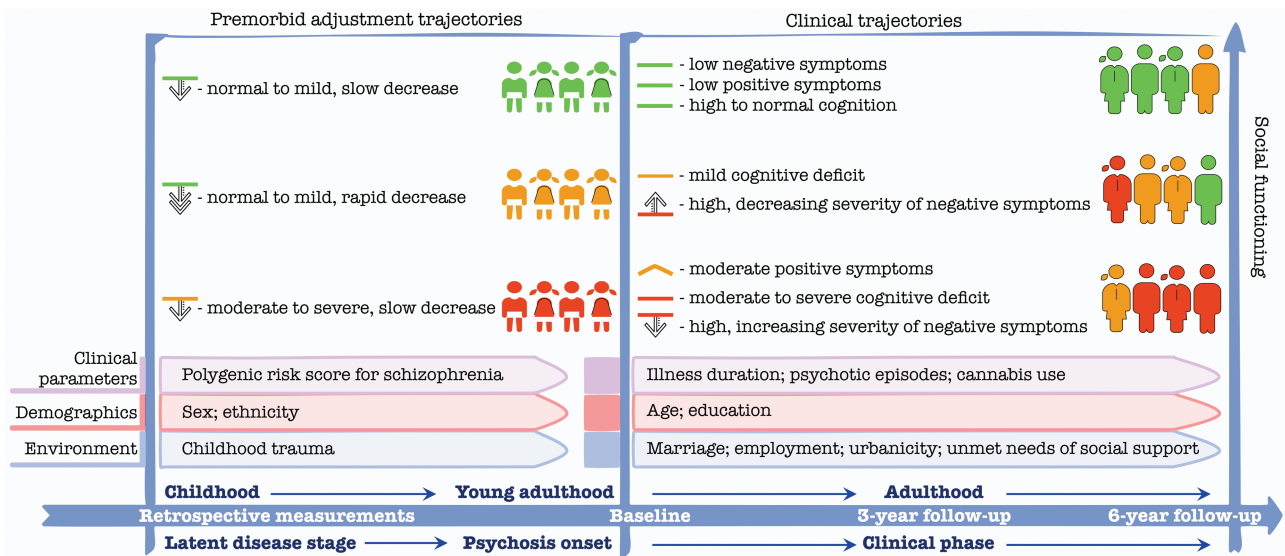 Premorbid adjustment trajectories
Clinical trajectories
- normal to mild, slow decrease
- low negative symptoms
- low positive symptoms
- high to normal cognition
- normal to mild, rapid decrease
- mild cognitive deficit
- high, decreasing severity of negative symptoms
- moderate to severe, slow decrease
- moderate positive symptoms
- moderate to severe cognitive deficit
- high, increasing severity of negative symptoms
Social functioning
Clinical
parameters
Polygenic risk score for schizophrenia
Illness duration; psychotic episodes; cannabis use
Demographics
Sex; ethnicity
Age; education
Environment
Childhood trauma
Marriage; employment; urbanicity; unmet needs of social support
Childhood
Young adulthood
Adulthood
Retrospective measurements
Baseline
3-year follow-up
6-year follow-up
Latent disease stage
Psychosis onset
Clinical phase